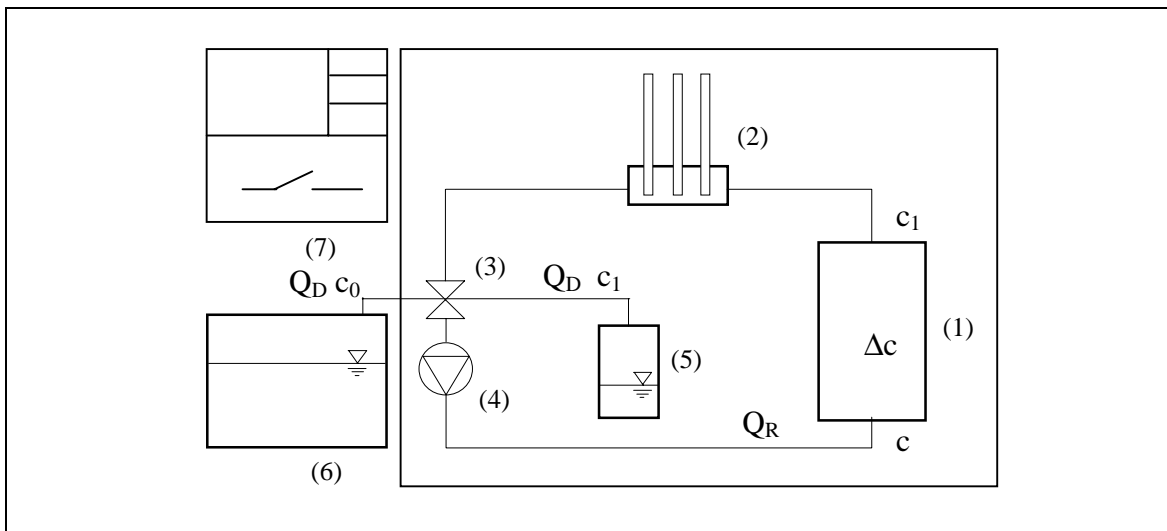 (2)
c₁
(7)
(3)
Q_D c₀
Q_D c₁
(1)
Δc
(5)
(4)
Q_R
c
(6)